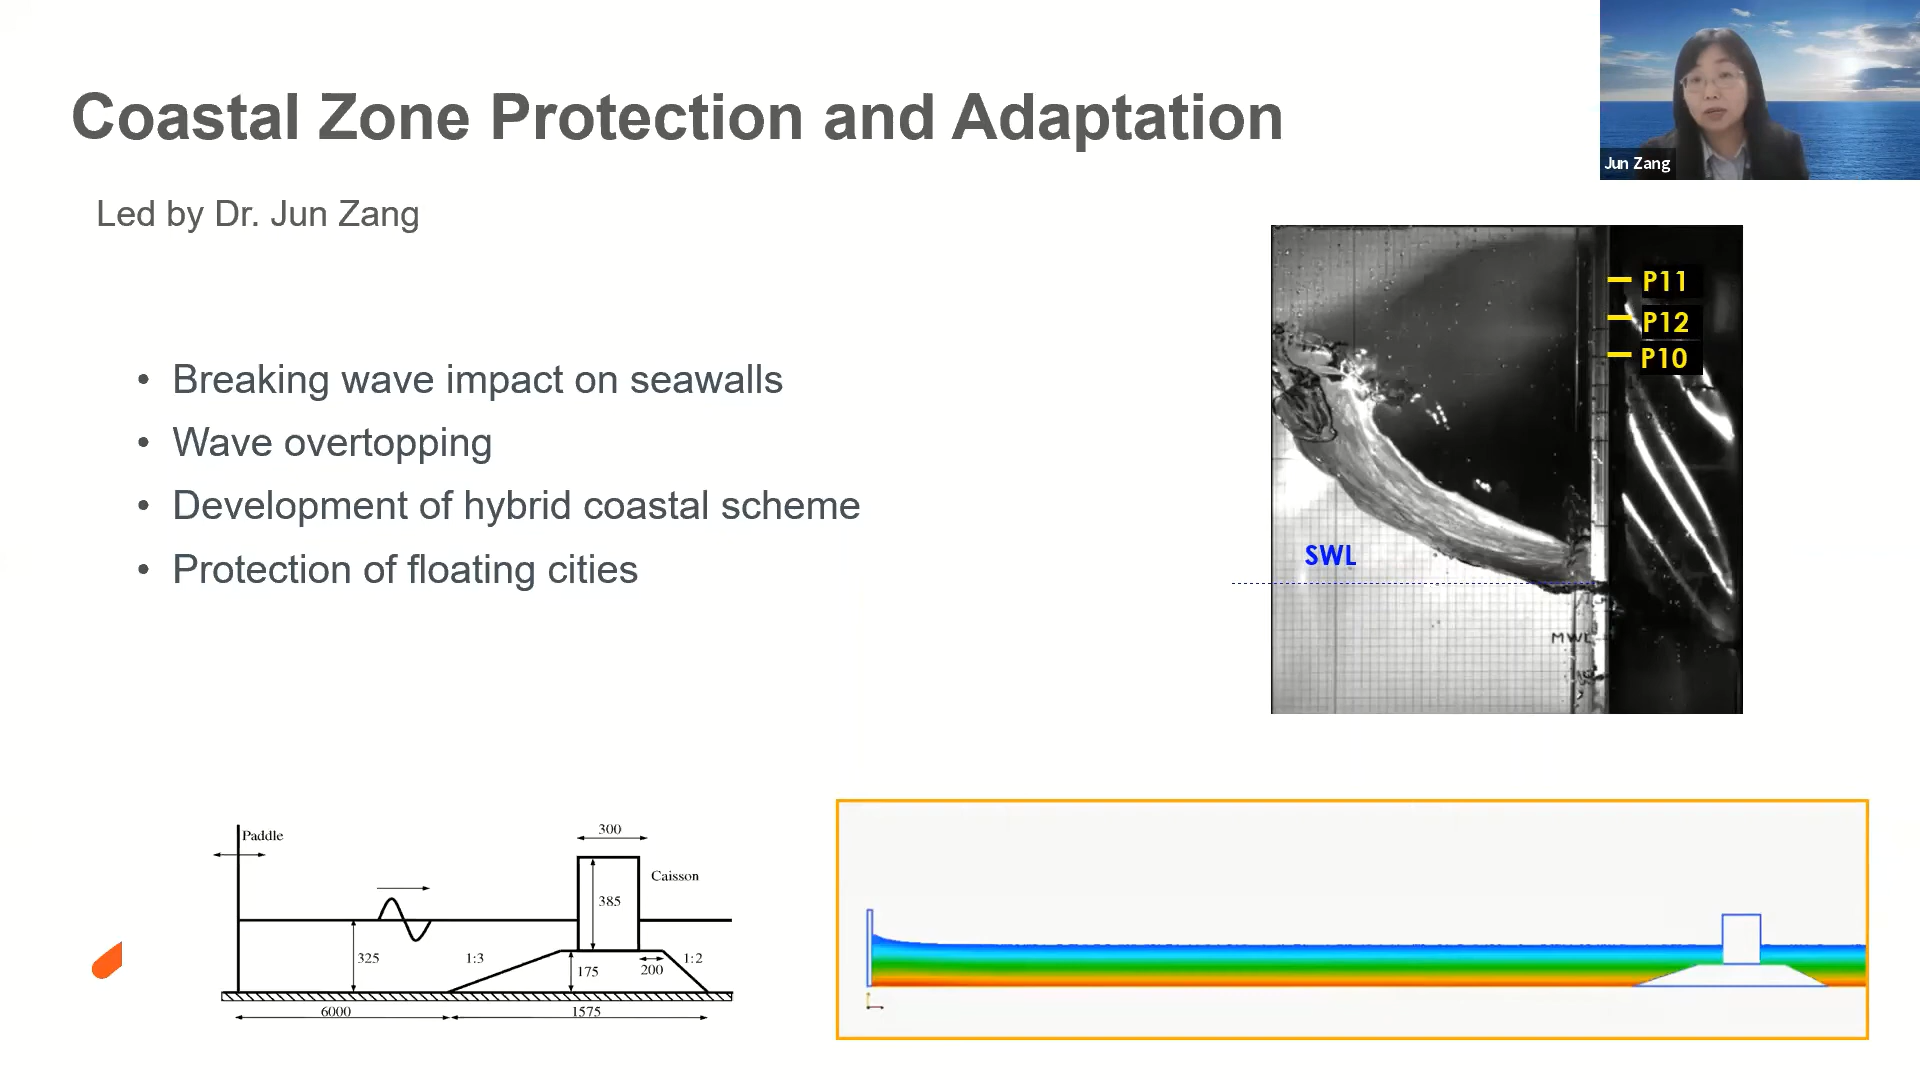 Coastal Zone Protection and Adaptation
Jun Zang
Led by Dr. Jun Zang
• Breaking wave impact on seawalls
• Wave overtopping
• Development of hybrid coastal scheme
• Protection of floating cities
P11
P12
P10
SWL
MWL
Paddle
300
Caisson
385
325
1:3
175
200
1:2
6000
1575